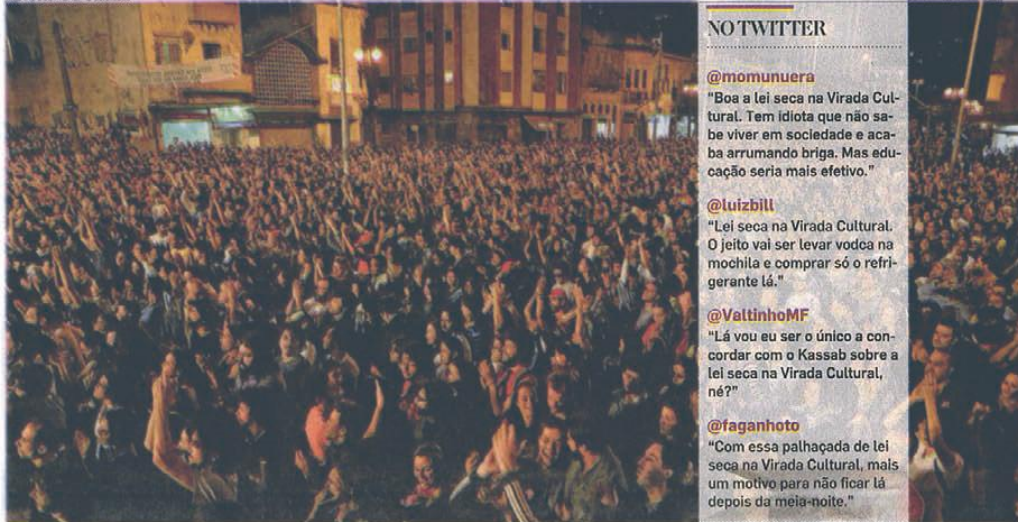 NO TWITTER
@momunuera
"Boa a lei seca na Virada Cul-
tural. Tem idiota que não sa-
be viver em sociedade e aca-
ba arrumando briga. Mas edu-
cação seria mais efetivo."
@luizbill
"Lei seca na Virada Cultural.
O jeito vai ser levar vodca na
mochila e comprar só o refri-
gerante lá."
@ValtinhoMF
"Lá vou eu ser o único a con-
cordar com o Kassab sobre a
lei seca na Virada Cultural,
né?"
@faganhoto
"Com essa palhaçada de lei
seca na Virada Cultural, mais
um motivo para não ficar lá
depois da meia-noite."